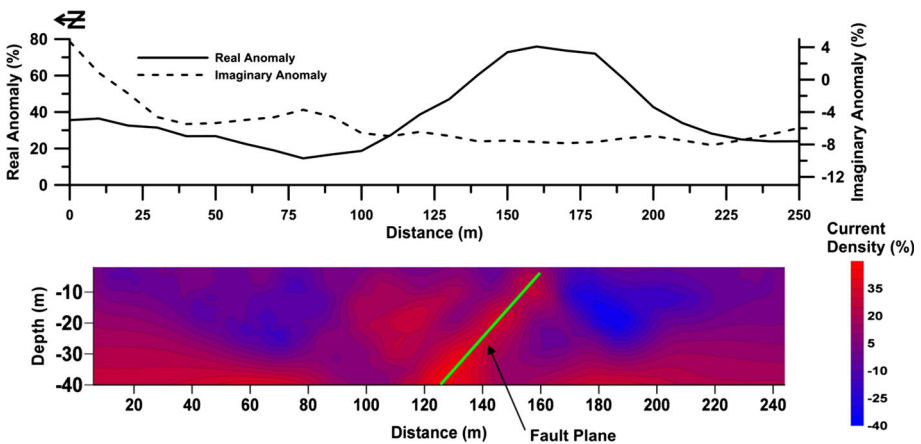 N
80
60
40
20
0
Real Anomaly (%)
Real Anomaly
Imaginary Anomaly
4
0
-4
-8
-12
Imaginary Anomaly (%)
0 25 50 75 100 125 150 175 200 225 250
Distance (m)
Current
Density (%)
35
20
5
-10
-25
-40
-10
-20
-30
-40
Depth (m)
20 40 60 80 100 120 140 160 180 200 220 240
Distance (m)
Fault Plane